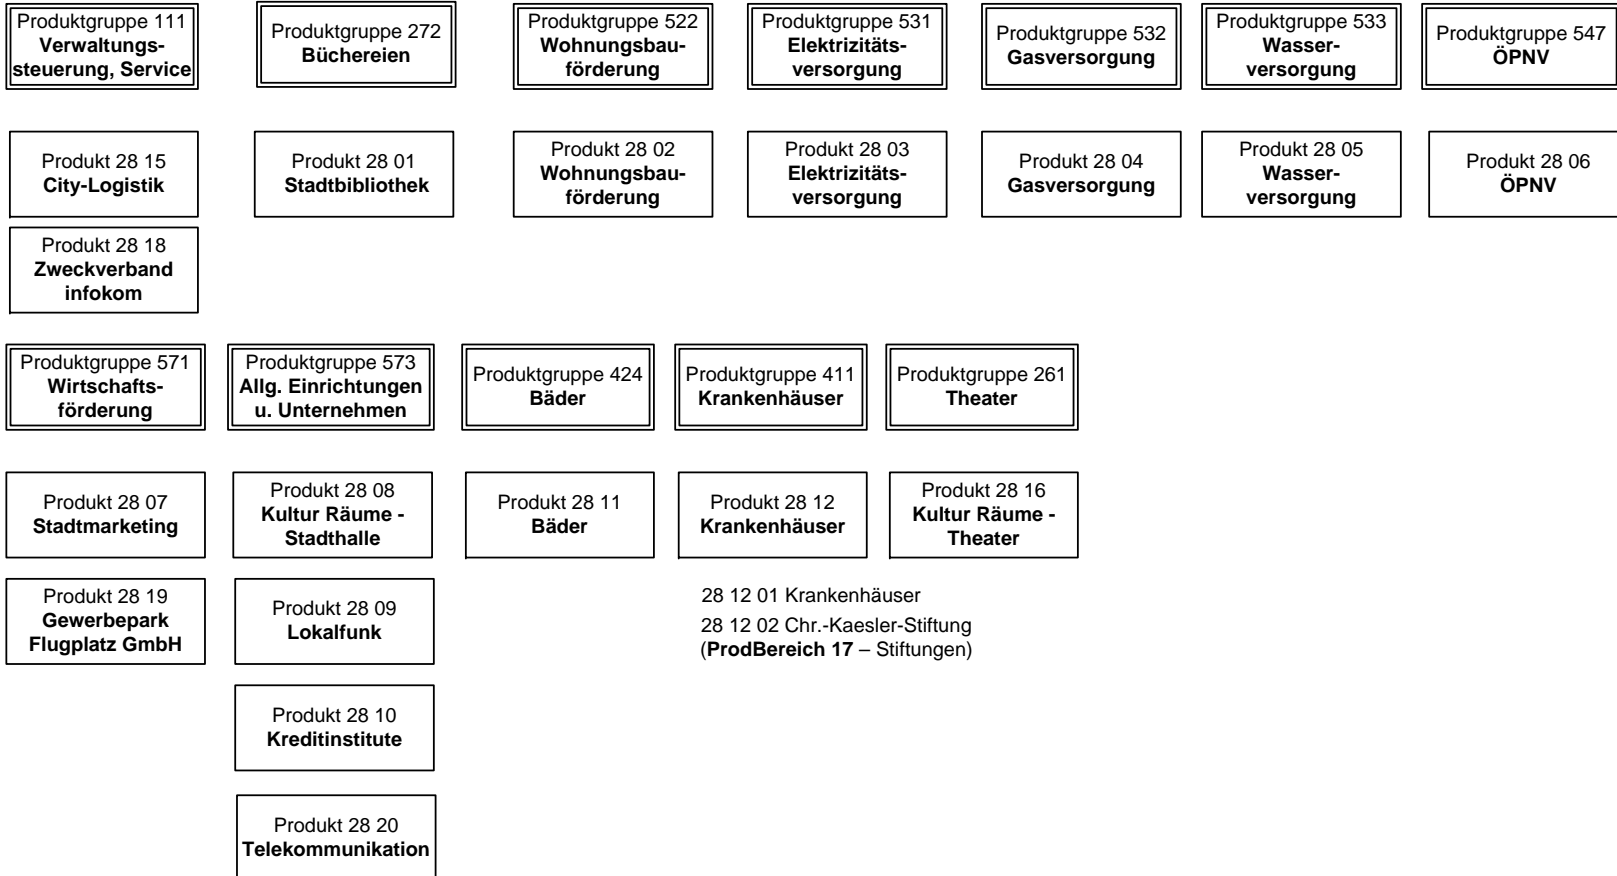 Produktgruppe 111
Verwaltungs-
steuerung, Service
Produktgruppe 272
Büchereien
Produktgruppe 522
Wohnungsbau-
förderung
Produktgruppe 531
Elektrizitäts-
versorgung
Produktgruppe 532
Gasversorgung
Produktgruppe 533
Wasser-
versorgung
Produktgruppe 547
ÖPNV
Produkt 28 15
City-Logistik
Produkt 28 01
Stadtbibliothek
Produkt 28 02
Wohnungsbau-
förderung
Produkt 28 03
Elektrizitäts-
versorgung
Produkt 28 04
Gasversorgung
Produkt 28 05
Wasser-
versorgung
Produkt 28 06
ÖPNV
Produkt 28 18
Zweckverband
infokom
Produktgruppe 571
Wirtschafts-
förderung
Produktgruppe 573
Allg. Einrichtungen
u. Unternehmen
Produktgruppe 424
Bäder
Produktgruppe 411
Krankenhäuser
Produktgruppe 261
Theater
Produkt 28 07
Stadtmarketing
Produkt 28 08
Kultur Räume -
Stadthalle
Produkt 28 11
Bäder
Produkt 28 12
Krankenhäuser
Produkt 28 16
Kultur Räume -
Theater
Produkt 28 19
Gewerbepark
Flugplatz GmbH
Produkt 28 09
Lokalfunk
28 12 01 Krankenhäuser
28 12 02 Chr.-Kaesler-Stiftung
(ProdBereich 17 – Stiftungen)
Produkt 28 10
Kreditinstitute
Produkt 28 20
Telekommunikation